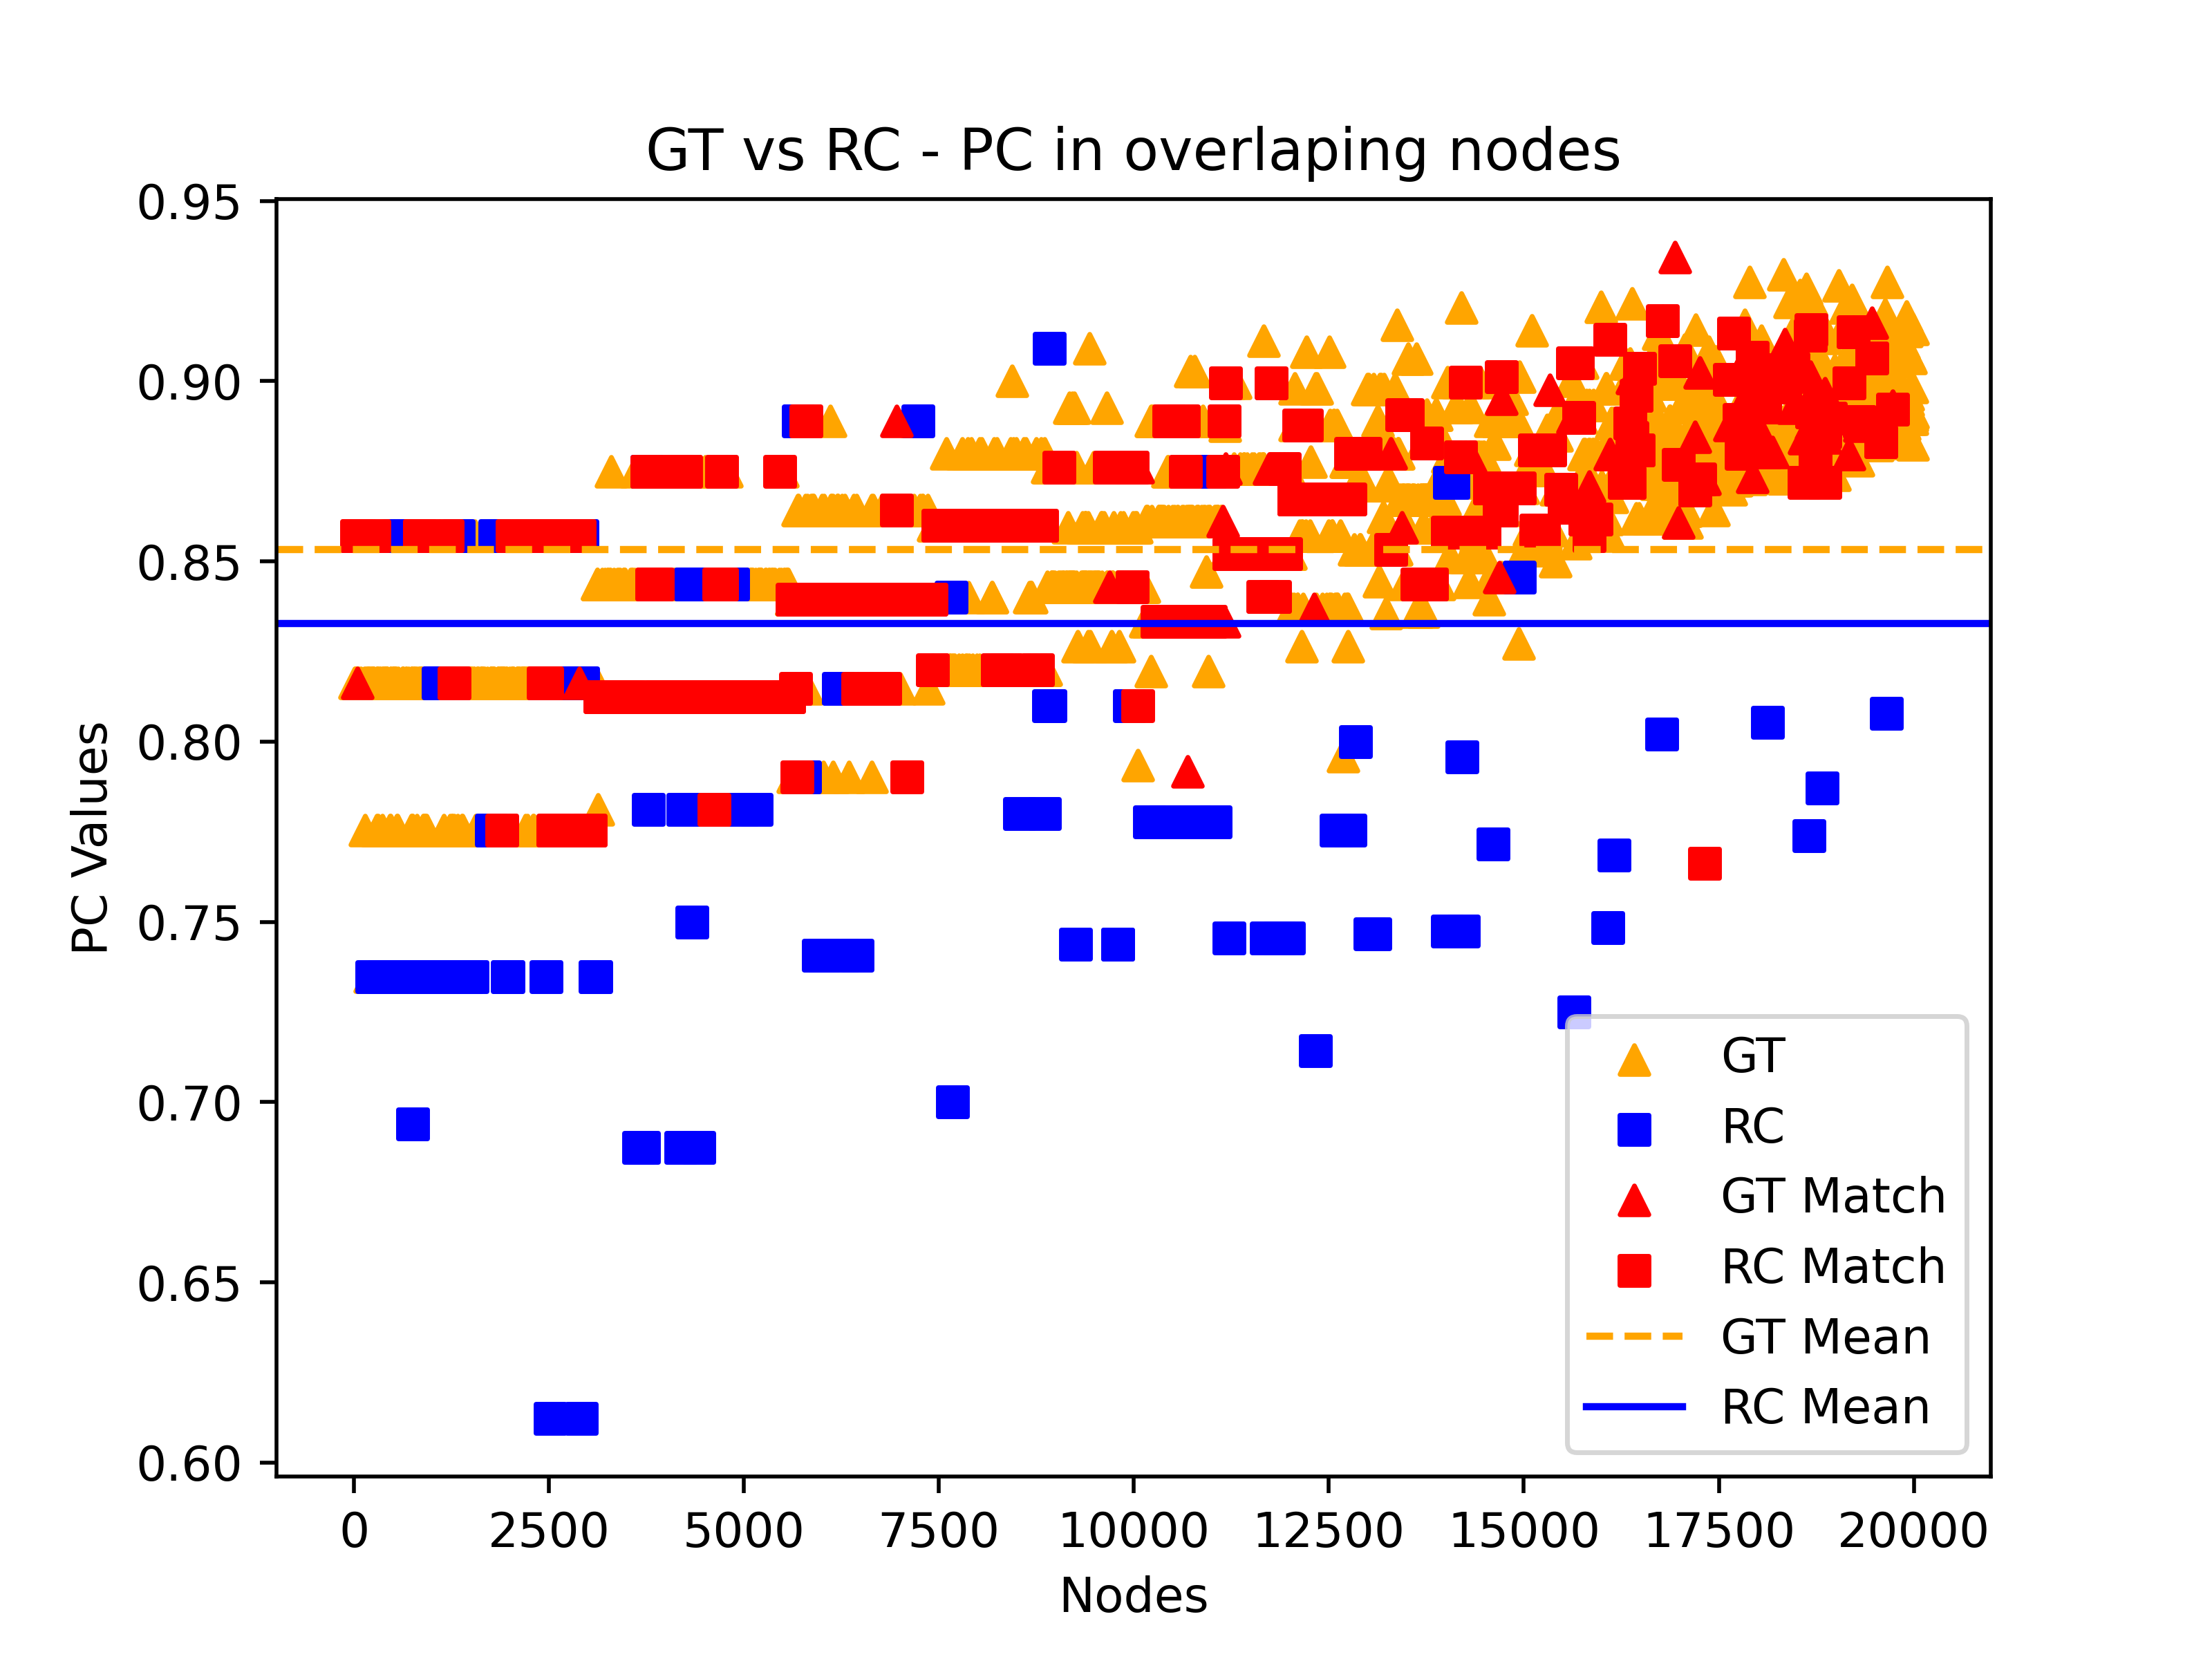 GT vs RC - PC in overlaping nodes
0.95
0.90
0.85
0.80
0.75
0.70
0.65
0.60
PC Values
GT
RC
GT Match
RC Match
GT Mean
RC Mean
0 2500 5000 7500 10000 12500 15000 17500 20000
Nodes